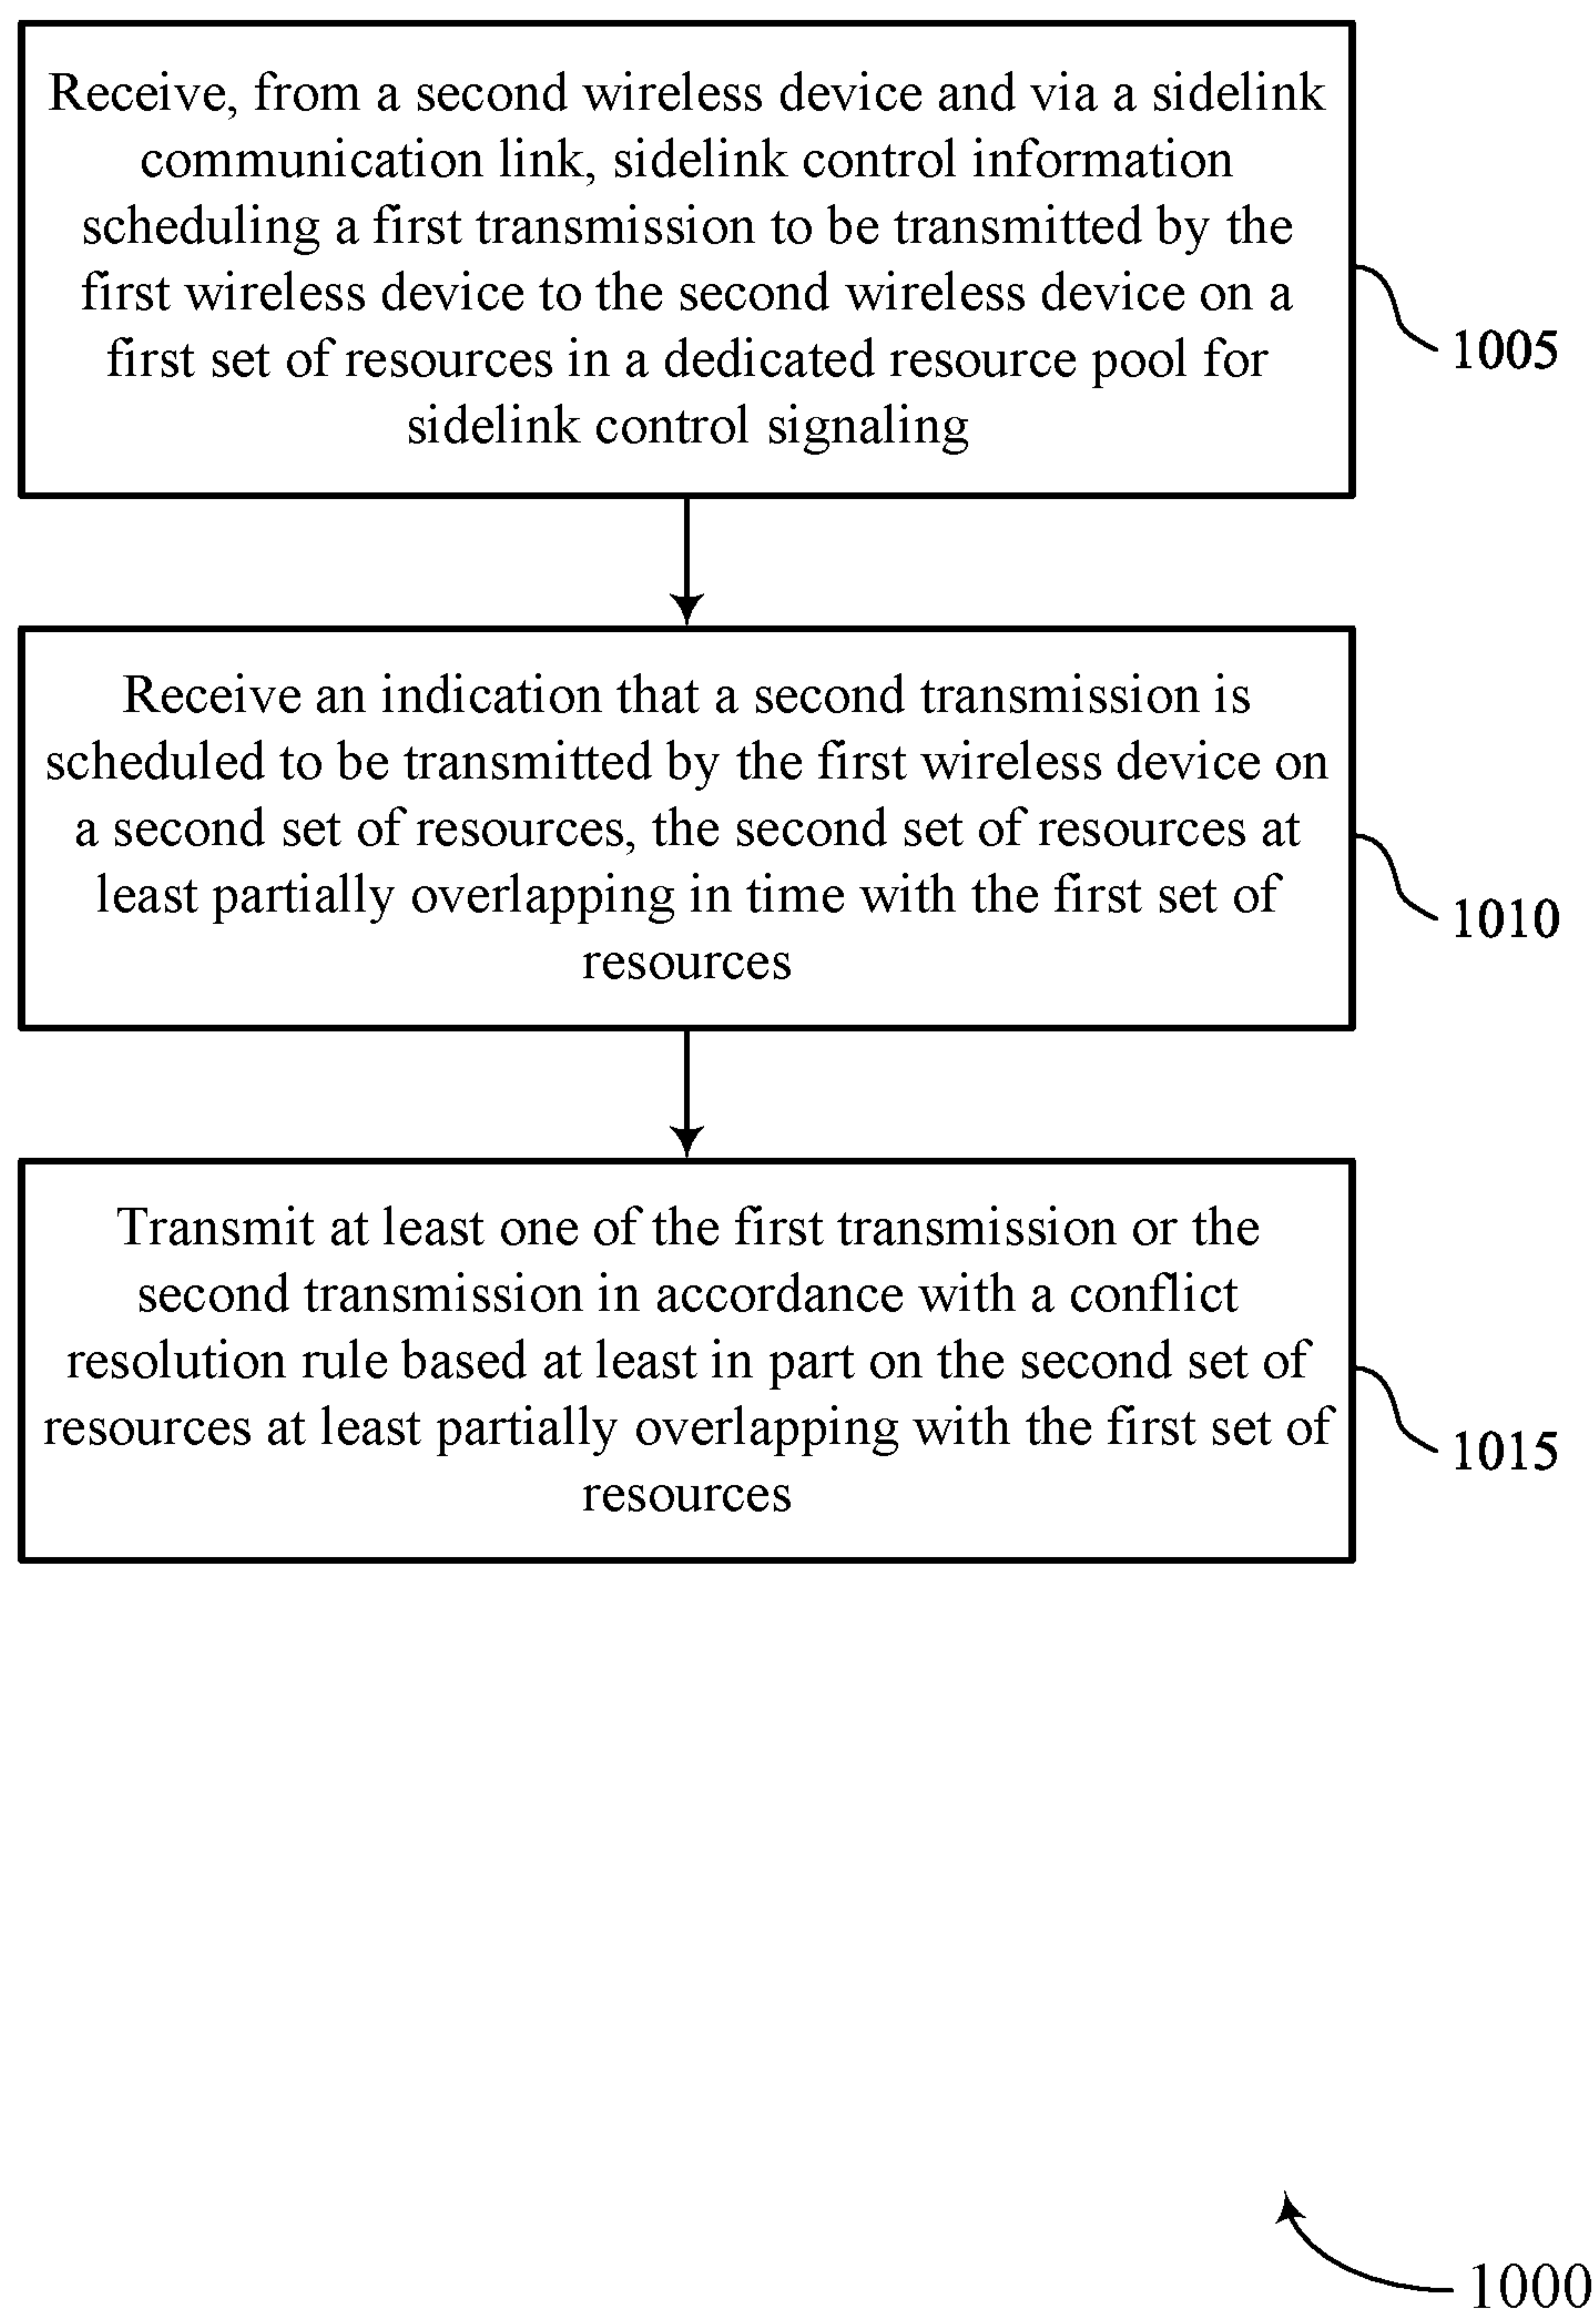 Receive, from a second wireless device and via a sidelink
communication link, sidelink control information
scheduling a first transmission to be transmitted by the
first wireless device to the second wireless device on a
first set of resources in a dedicated resource pool for
sidelink control signaling
1005
Receive an indication that a second transmission is
scheduled to be transmitted by the first wireless device on
a second set of resources, the second set of resources at
least partially overlapping in time with the first set of
resources
1010
Transmit at least one of the first transmission or the
second transmission in accordance with a conflict
resolution rule based at least in part on the second set of
resources at least partially overlapping with the first set of
resources
1015
1000